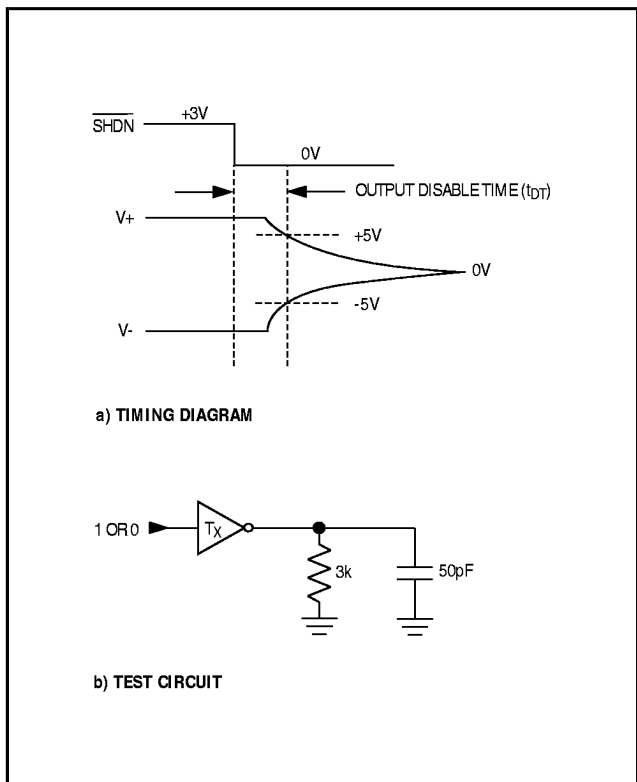 +3V
SHDN
0V
OUTPUT DISABLE TIME (tDT)
V+
+5V
0V
-5V
V-
a) TIMING DIAGRAM
1 OR 0
TX
3k
50pF
b) TEST CIRCUIT